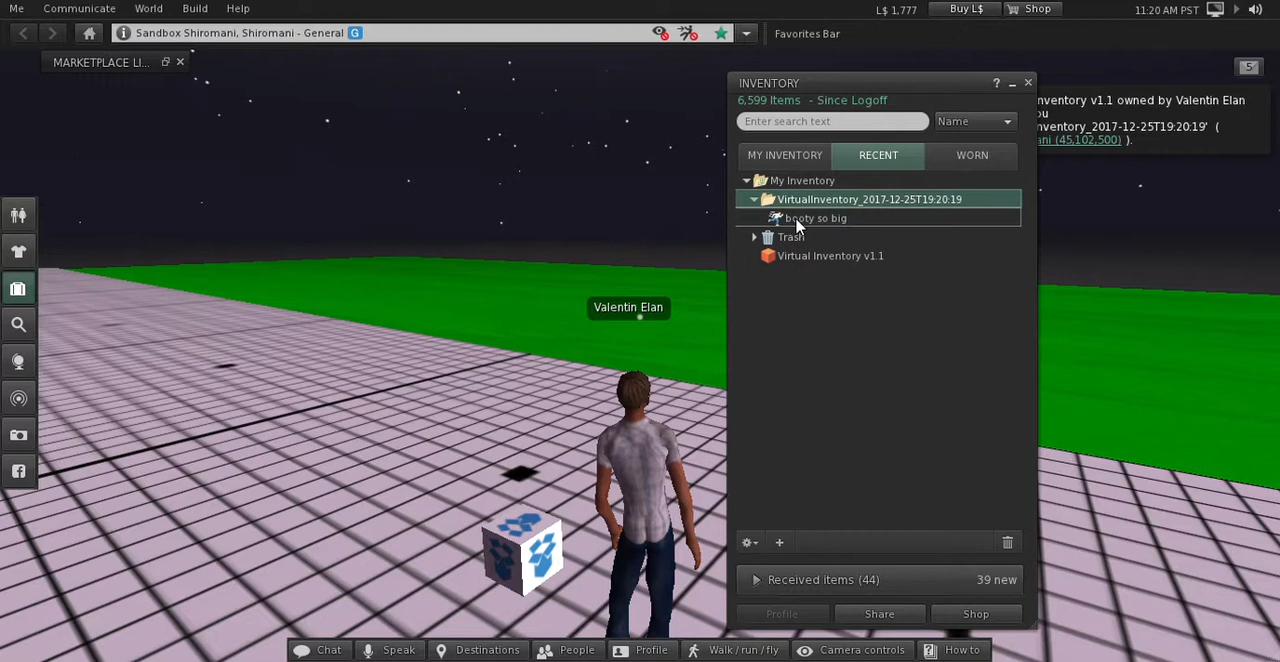 Me Communicate World Build Help
L$ 1,777 Buy L$ Shop 11:20 AM PST
Sandbox Shiromani, Shiromani - General G
Favorites Bar
MARKETPLACE LI...
5
INVENTORY ?
6,599 Items - Since Logoff
Enter search text Name
MY INVENTORY RECENT WORN
My Inventory
VirtualInventory_2017-12-25T19:20:19
booty so big
Trash
Virtual Inventory v1.1
nventory v1.1 owned by Valentin Elan
ou
nventory_2017-12-25T19:20:19' (
ani (45,102,500) ).
Valentin Elan
Received items (44) 39 new
Profile Share Shop
Chat Speak Destinations People Profile Walk / run / fly Camera controls How to